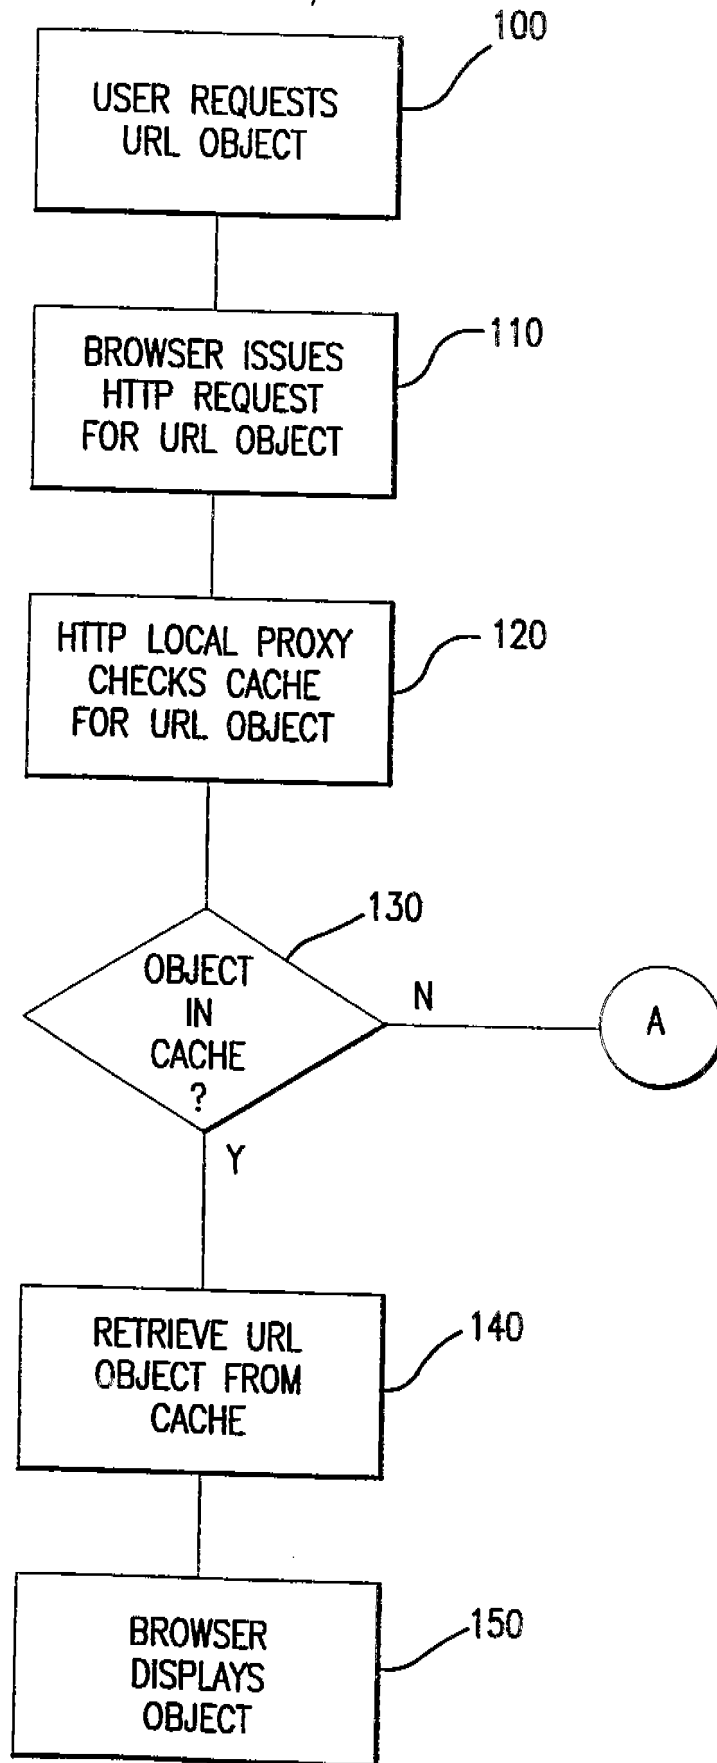 100
USER REQUESTS
URL OBJECT
110
BROWSER ISSUES
HTTP REQUEST
FOR URL OBJECT
120
HTTP LOCAL PROXY
CHECKS CACHE
FOR URL OBJECT
130
OBJECT
IN
CACHE
?
N
A
Y
140
RETRIEVE URL
OBJECT FROM
CACHE
150
BROWSER
DISPLAYS
OBJECT